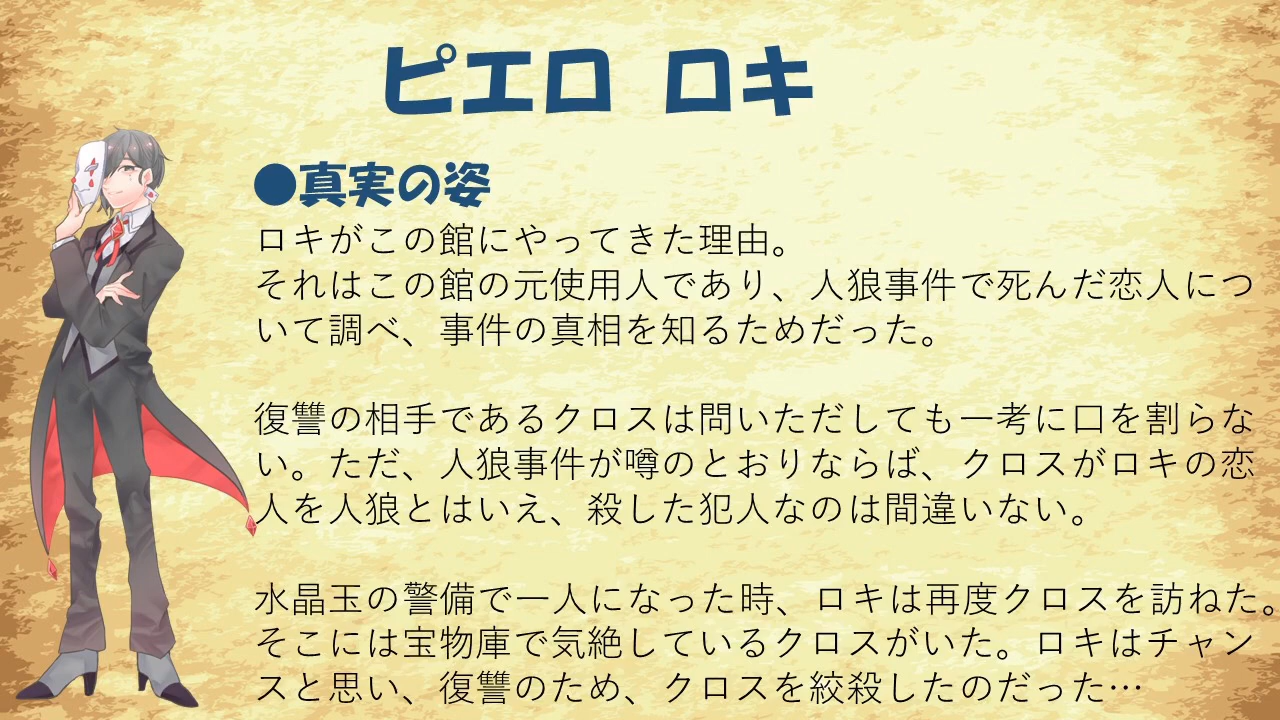 ピエロ ロキ
●真実の姿
ロキがこの館にやってきた理由。
それはこの館の元使用人であり、人狼事件で死んだ恋人につ
いて調べ、事件の真相を知るためだった。
復讐の相手であるクロスは問いただしても一考に口を割らな
い。ただ、人狼事件が噂のとおりならば、クロスがロキの恋
人を人狼とはいえ、殺した犯人なのは間違いない。
水晶玉の警備で一人になった時、ロキは再度クロスを訪ねた。
そこには宝物庫で気絶しているクロスがいた。ロキはチャン
スと思い、復讐のため、クロスを絞殺したのだった…